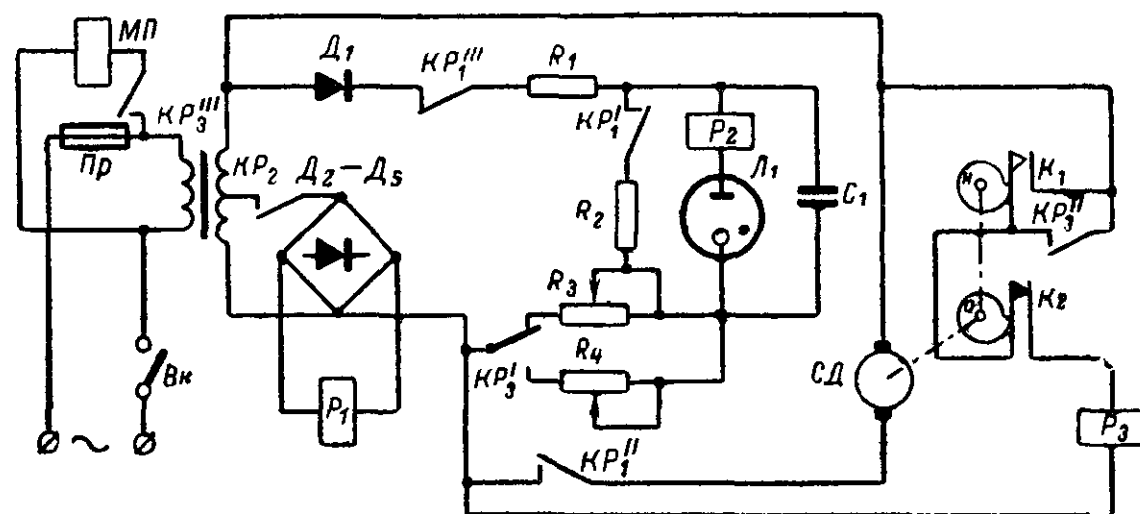 МП
Д1
КР1'''
R1
КР3'''
Пр
КР2
Д2—Д5
КР1'
Р2
Л1
С1
R2
R3
R4
КР3'
Р1
Вк
~
КР1''
СД
н
К1
КР3''
о
К2
Р3